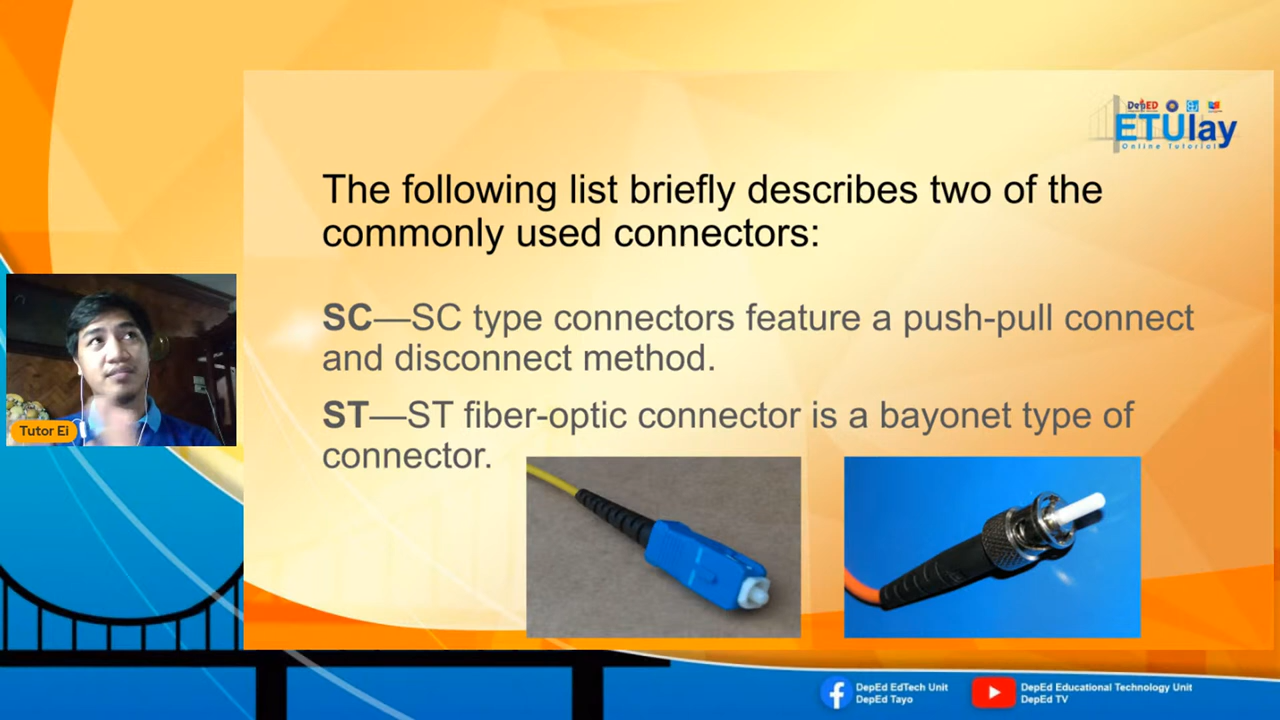 DepED
ETUlay
Online Tutorial
The following list briefly describes two of the
commonly used connectors:
SC—SC type connectors feature a push-pull connect
and disconnect method.
ST—ST fiber-optic connector is a bayonet type of
connector.
Tutor Ei
DepEd EdTech Unit
DepEd Tayo
DepEd Educational Technology Unit
DepEd TV